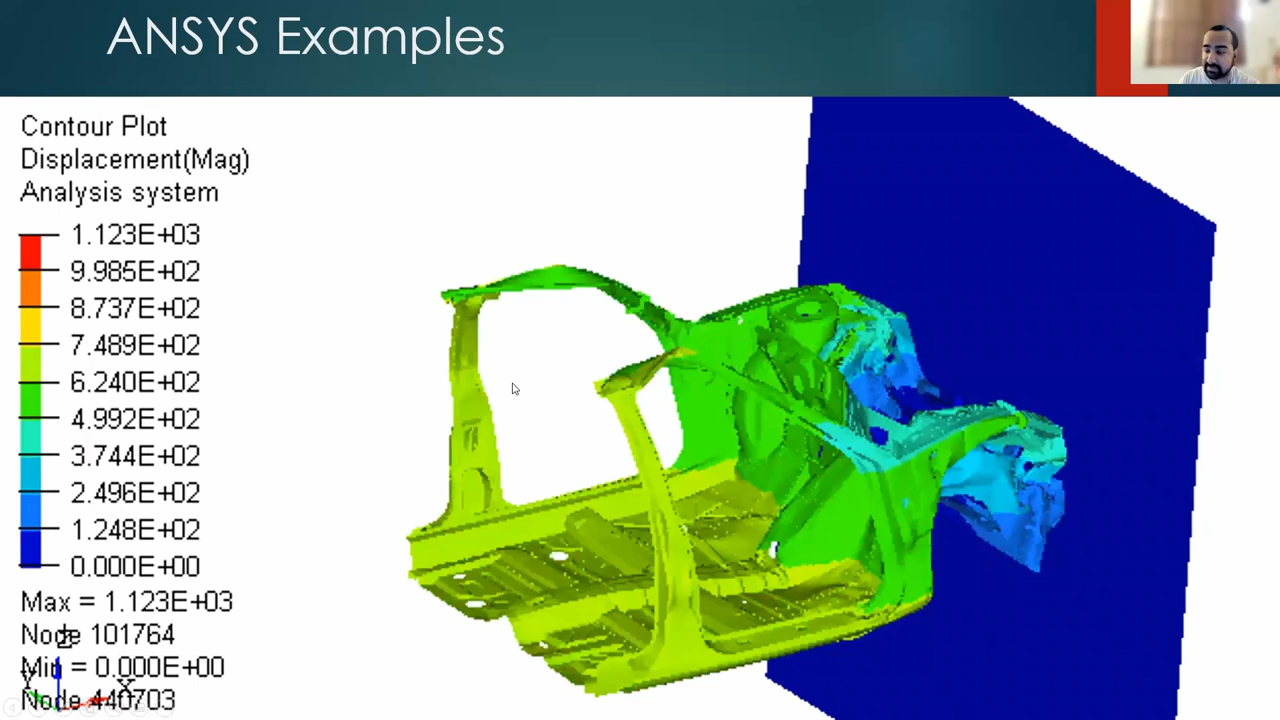 ANSYS Examples
Contour Plot
Displacement(Mag)
Analysis system
1.123E+03
9.985E+02
8.737E+02
7.489E+02
6.240E+02
4.992E+02
3.744E+02
2.496E+02
1.248E+02
0.000E+00
Max = 1.123E+03
Node 101764
Min = 0.000E+00
Node 440703
Z
Y
X